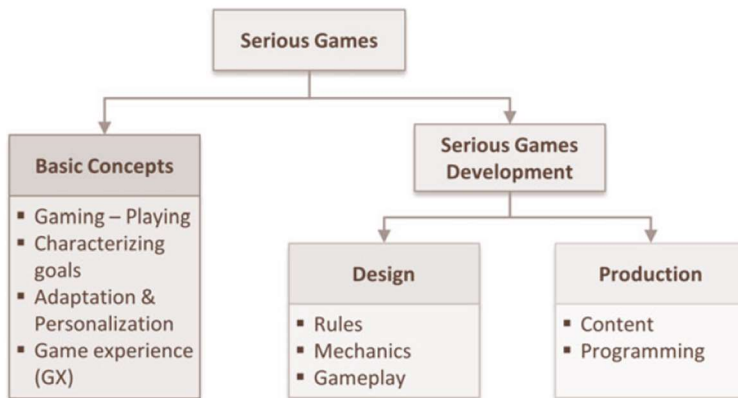 Serious Games
Basic Concepts
▪ Gaming – Playing
▪ Characterizing
goals
▪ Adaptation &
Personalization
▪ Game experience
(GX)
Serious Games
Development
Design
▪ Rules
▪ Mechanics
▪ Gameplay
Production
▪ Content
▪ Programming